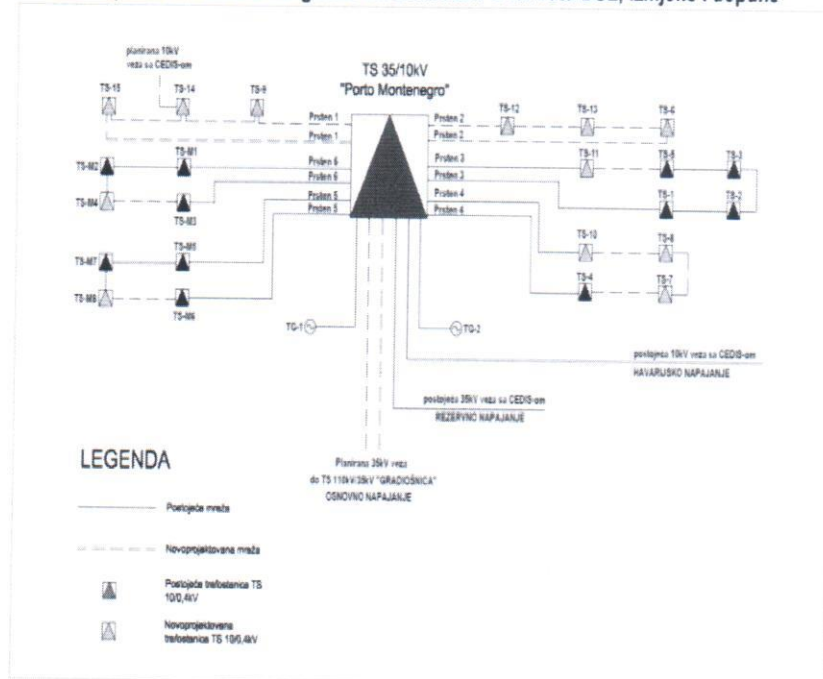 izmjene i dopune
planirana 10kV
veza sa CEDIS-om
TS 35/10kV
"Porto Montenegro"
TS-15
TS-14
TS-9
Prsten 1
Prsten 1
Prsten 2
Prsten 2
TS-12
TS-13
TS-6
TS-M2
TS-M1
Prsten 6
Prsten 6
Prsten 3
Prsten 3
TS-11
TS-5
TS-3
TS-M4
TS-M3
Prsten 5
Prsten 5
Prsten 4
Prsten 4
TS-1
TS-2
TS-M7
TS-M5
TS-10
TS-8
TS-M8
TS-M6
TS-4
TS-7
TG-1
TG-2
postojeća 10kV veza sa CEDIS-om
HAVARIJSKO NAPAJANJE
postojeća 35kV veza sa CEDIS-om
REZERVNO NAPAJANJE
LEGENDA
Planirana 35kV veza
do TS 110kV/35kV "GRADIOŠNICA"
OSNOVNO NAPAJANJE
Postojeća mreža
Novoprojektovana mreža
Postojeća trafostanica TS
10/0,4kV
Novoprojektovana
trafostanica TS 10/0,4kV